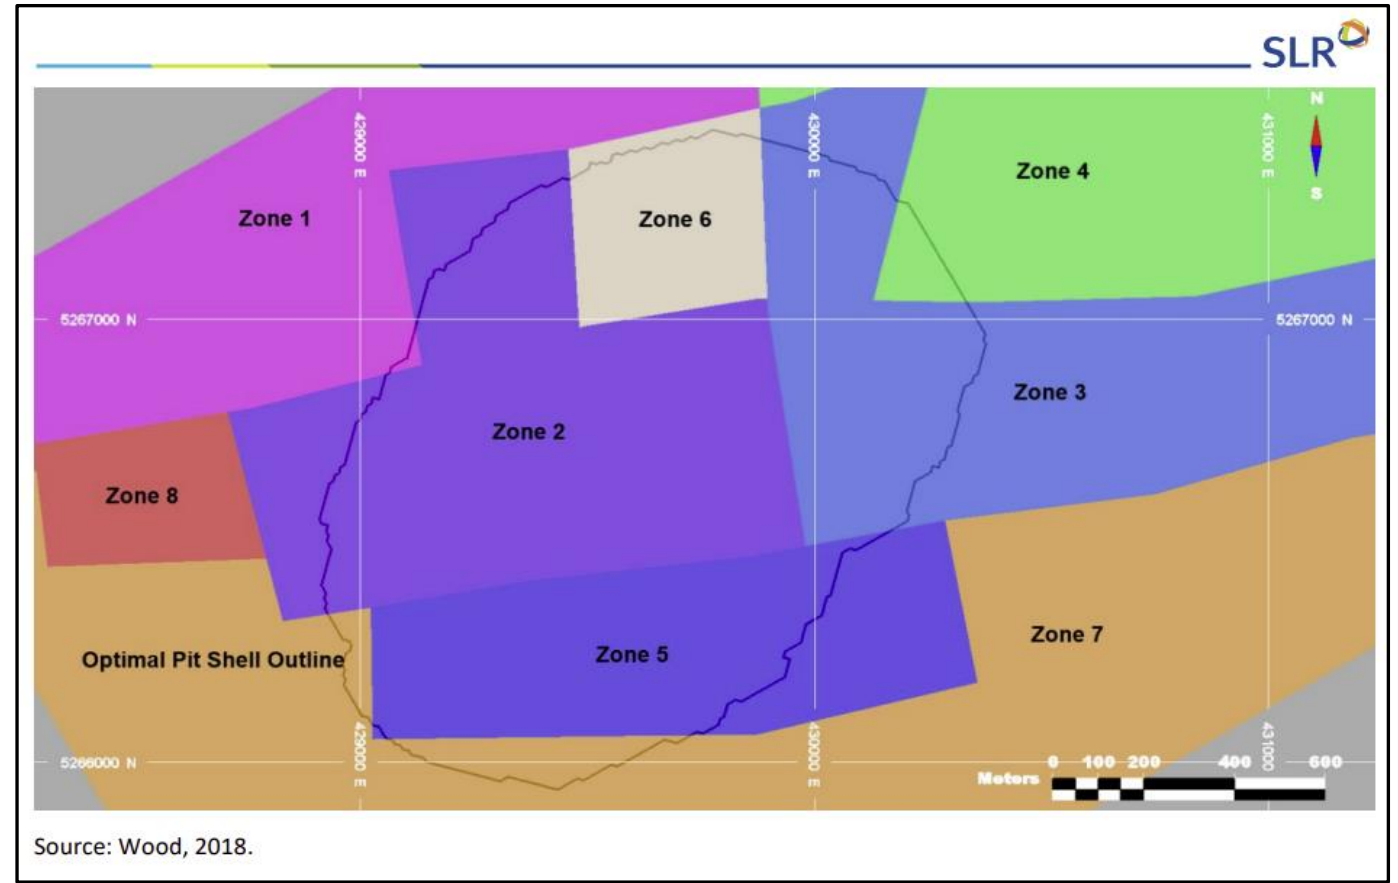 SLR
N
S
429000 m
430000 m
431000 m
Zone 4
Zone 1
Zone 6
5267000 N
5267000 N
Zone 3
Zone 2
Zone 8
Zone 7
Zone 5
Optimal Pit Shell Outline
429000 m
430000 m
431000
5266000 N
0 100 200 400 600
Meters
Source: Wood, 2018.